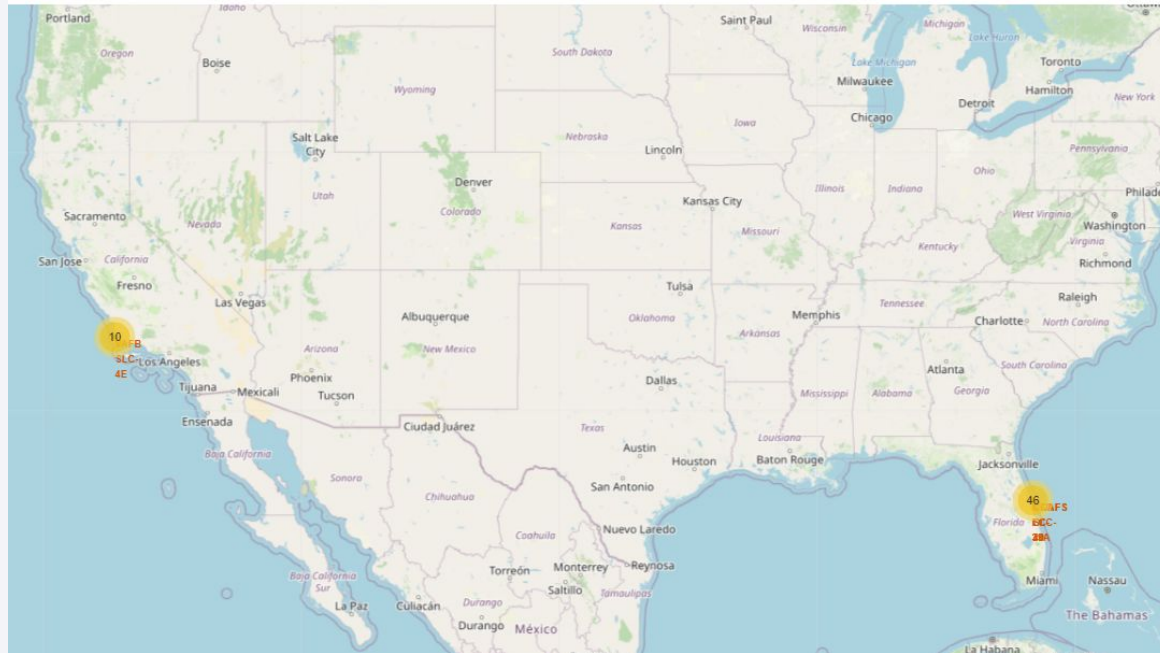 Portland
Idaho
Saint Paul
Wisconsin
Michigan
Oregon
Boise
South Dakota
Lake Huron
Toronto
Lake Michigan
Milwaukee
Wyoming
Hamilton
New York
Detroit
Chicago
Iowa
Salt Lake
City
Nebraska
Lincoln
Pennsylvania
Ohio
Denver
Utah
Illinois
Indiana
Kansas City
Colorado
Sacramento
Nevada
Kansas
Missouri
West Virginia
Washington
Virginia
Kentucky
San Jose
California
Richmond
Fresno
Las Vegas
Tulsa
Raleigh
Tennessee
Albuquerque
Oklahoma
Memphis
Charlotte
North Carolina
Arkansas
10
New Mexico
Arizona
SLC-
Los Angeles
4E
South Carolina
Atlanta
Phoenix
Dallas
Tijuana
Mexicali
Tucson
Mississippi
Alabama
Georgia
Ensenada
Ciudad Juárez
Texas
Louisiana
Austin
Baja California
Houston
Baton Rouge
Jacksonville
Sonora
San Antonio
Chihuahua
46
Florida
Nuevo Laredo
Coahuila
Reynosa
Torreón
Monterrey
Baja California
Sur
Saltillo
Tamaulipas
Miami
Nassau
La Paz
Culiacán
Durango
Durango
México
The Bahamas
La Habana